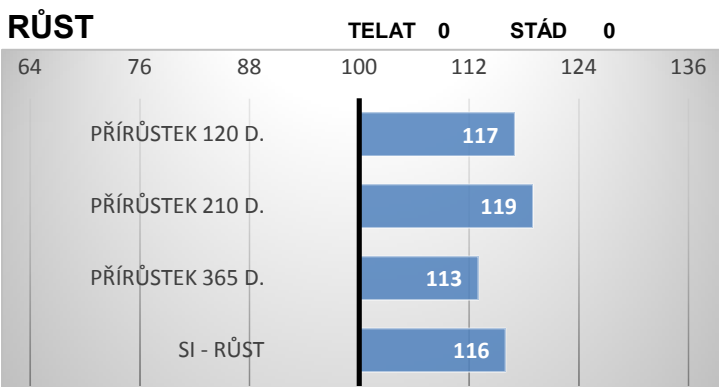 RŮST TELAT 0 STÁD 0
64 76 88 100 112 124 136
PŘÍRŮSTEK 120 D. 117
PŘÍRŮSTEK 210 D. 119
PŘÍRŮSTEK 365 D. 113
SI - RŮST 116